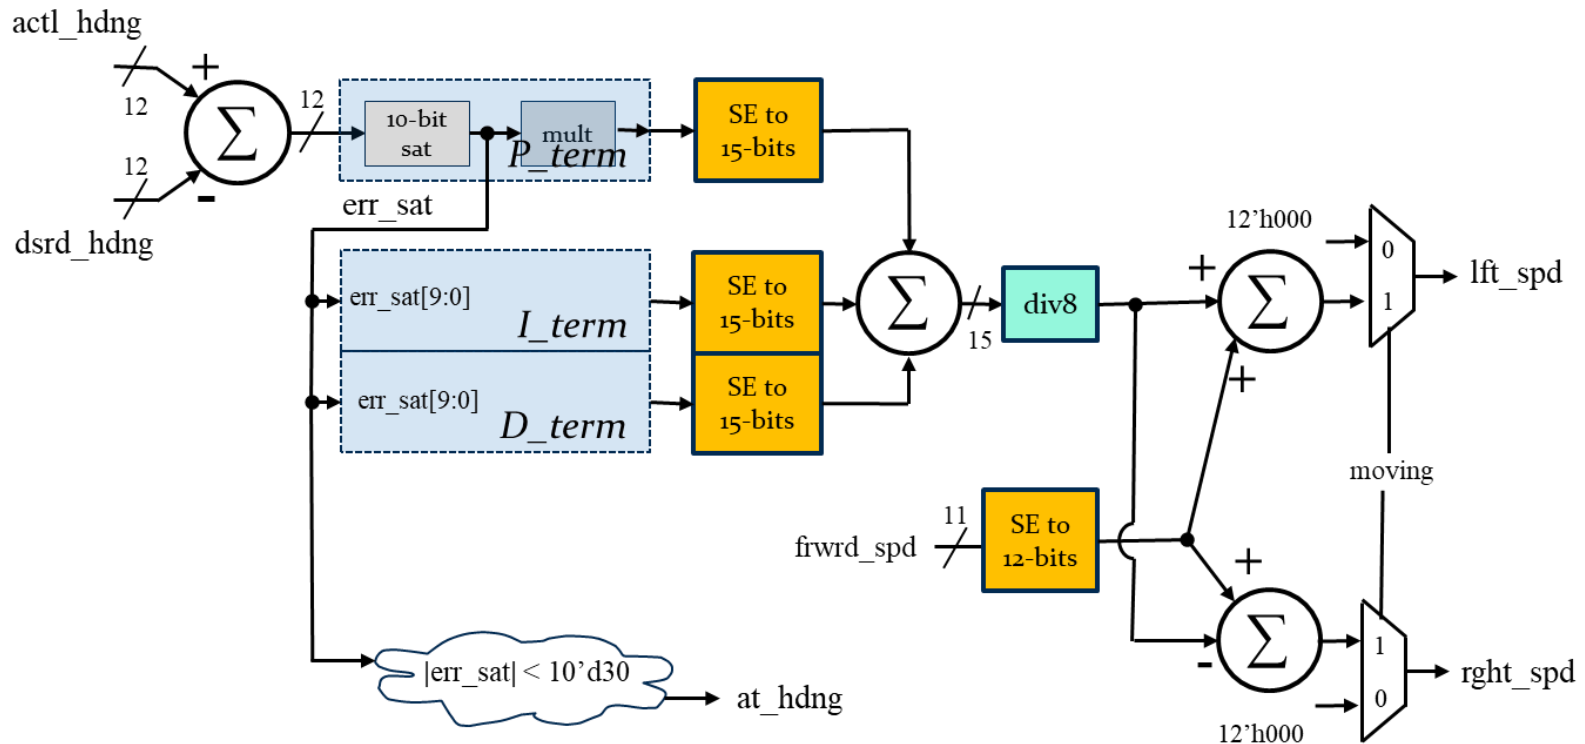 actl_hdng
+
12
12
12
-
dsrd_hdng
Σ
10-bit
sat
mult
P_term
SE to
15-bits
err_sat
err_sat[9:0]
I_term
SE to
15-bits
err_sat[9:0]
D_term
SE to
15-bits
Σ
15
div8
12'h000
+
+
Σ
0
1
lft_spd
moving
frwrd_spd
11
SE to
12-bits
+
-
Σ
1
0
rght_spd
12'h000
|err_sat| < 10'd30
at_hdng